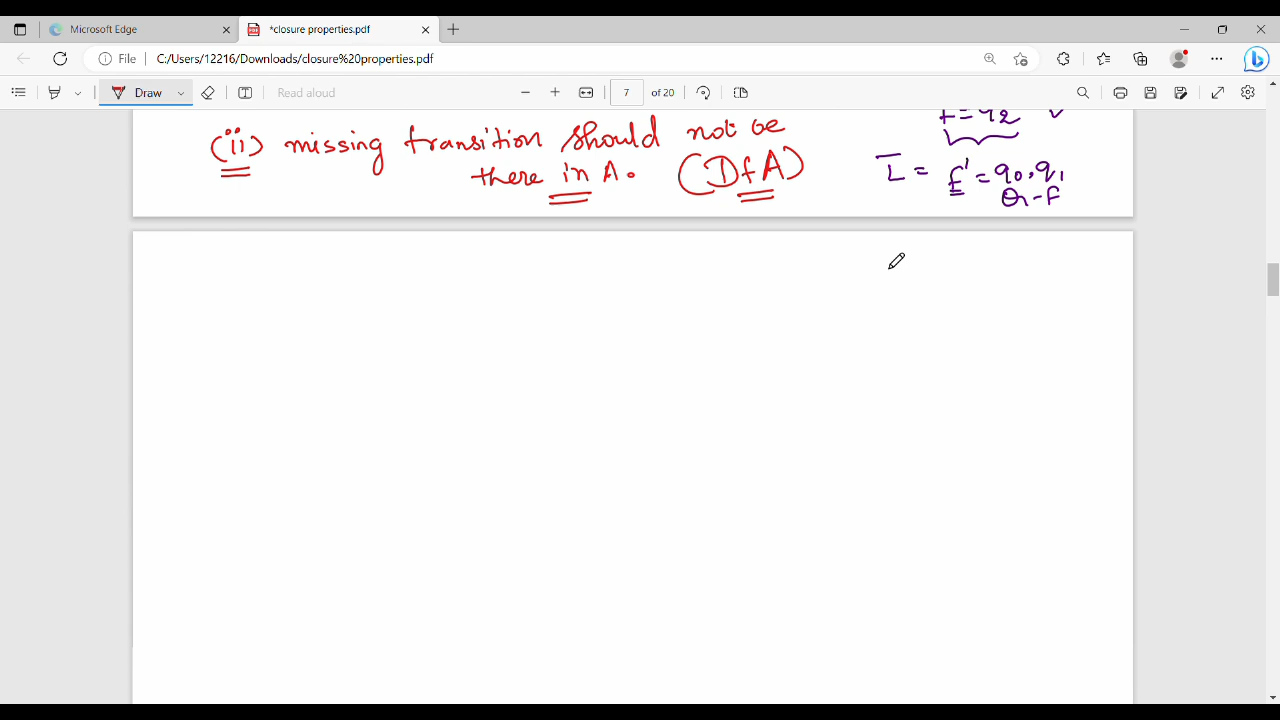 Microsoft Edge
*closure properties.pdf
File
C:/Users/12216/Downloads/closure%20properties.pdf
Draw
Read aloud
7 of 20
(ii) missing transition should not be
there in A. (DfA)
F = q2
L̅ = F' = q0, q1
Q - F